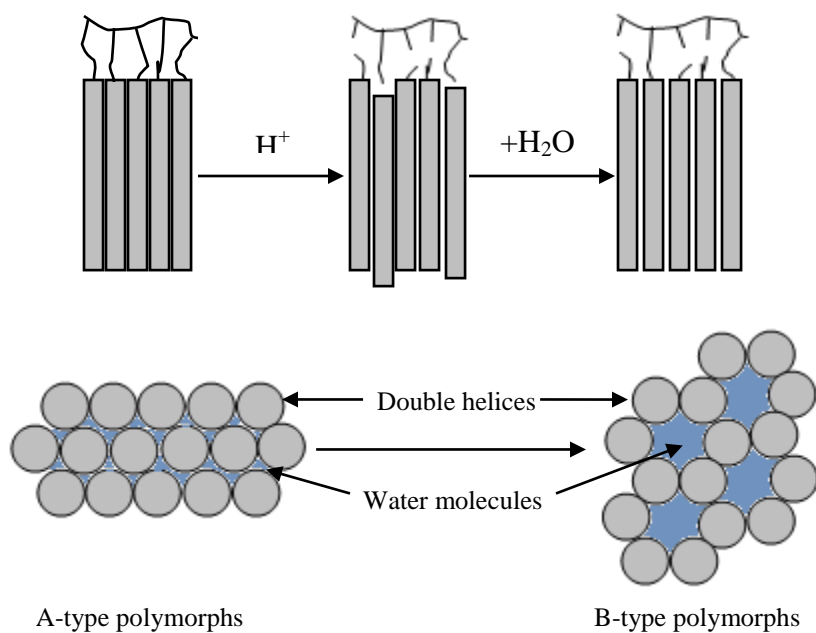 H⁺
+H₂O
Double helices
Water molecules
A-type polymorphs
B-type polymorphs